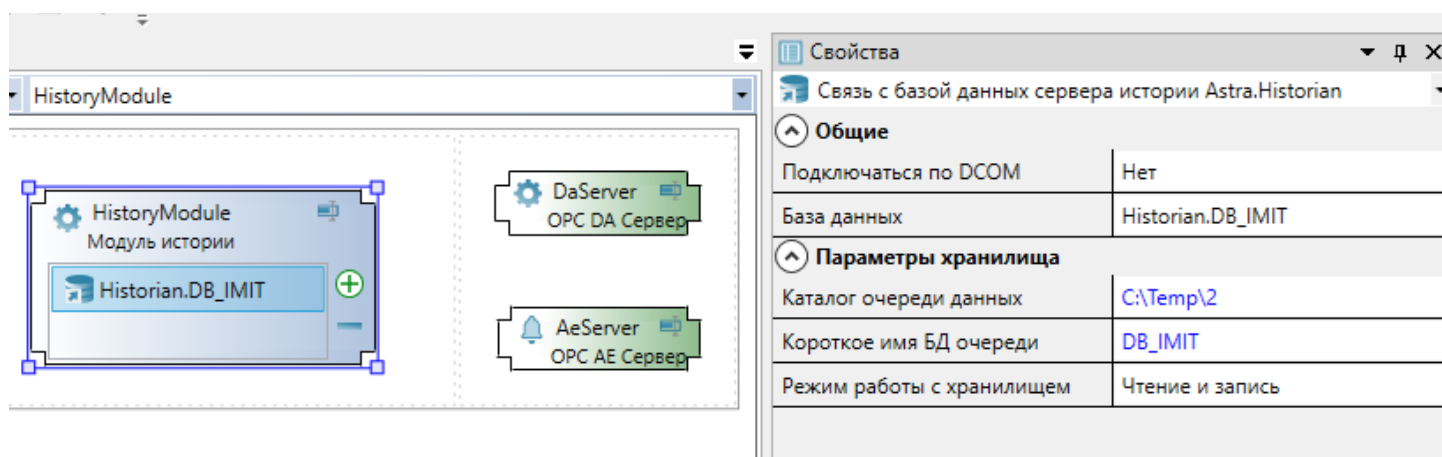 HistoryModule
HistoryModule
Модуль истории
Historian.DB_IMIT
DaServer
OPC DA Сервер
AeServer
OPC AE Сервер
Свойства
Связь с базой данных сервера истории Astra.Historian
Общие
Подключаться по DCOM Нет
База данных Historian.DB_IMIT
Параметры хранилища
Каталог очереди данных C:\Temp\2
Короткое имя БД очереди DB_IMIT
Режим работы с хранилищем Чтение и запись